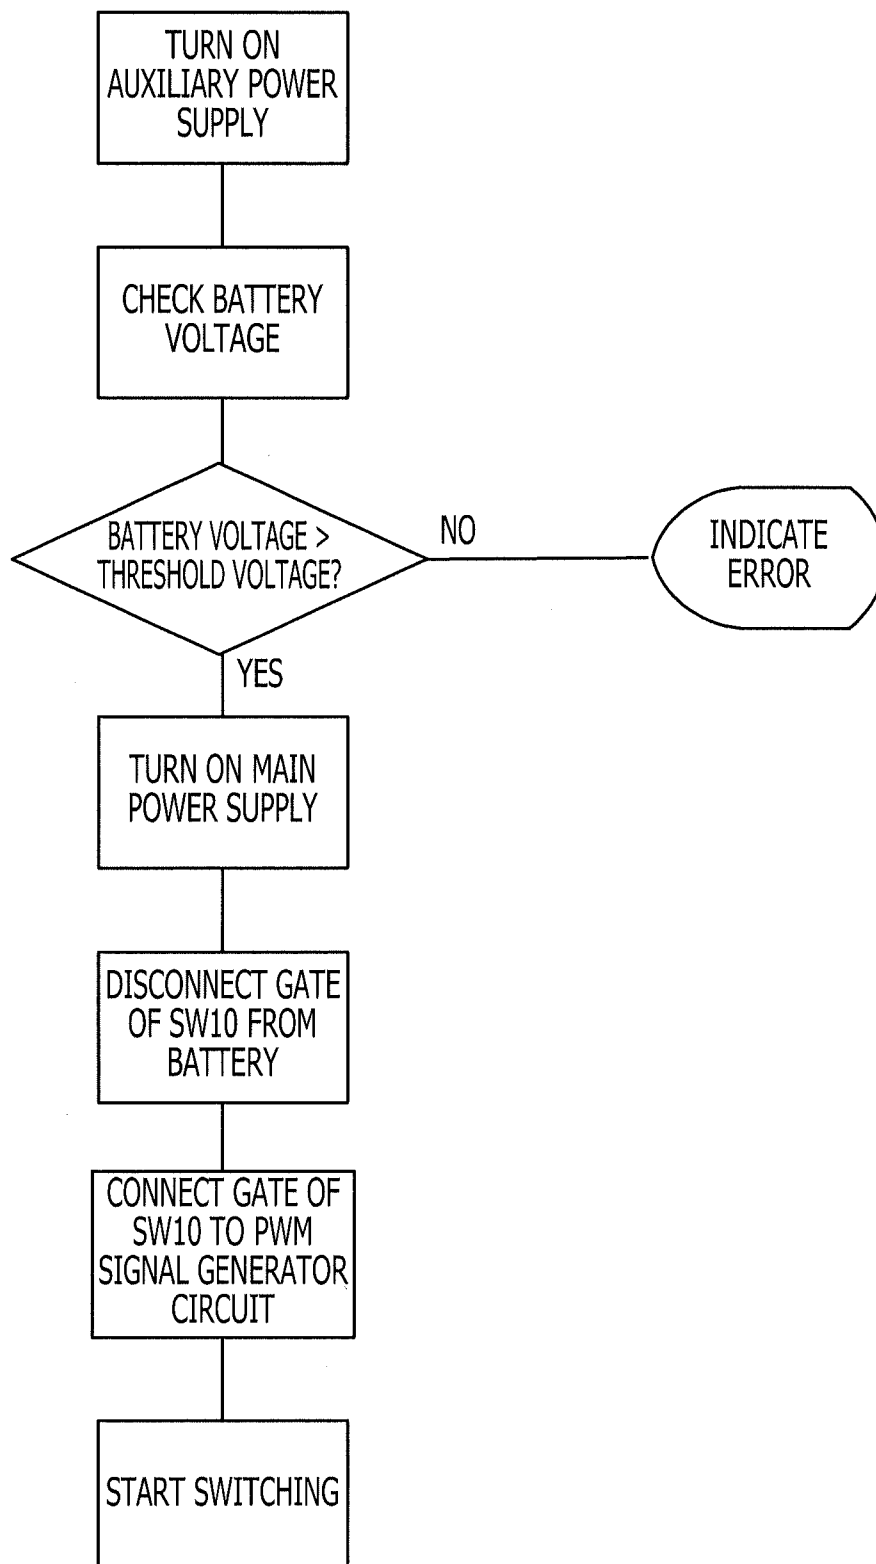 TURN ON
AUXILIARY POWER
SUPPLY
CHECK BATTERY
VOLTAGE
BATTERY VOLTAGE >
THRESHOLD VOLTAGE?
NO
INDICATE
ERROR
YES
TURN ON MAIN
POWER SUPPLY
DISCONNECT GATE
OF SW10 FROM
BATTERY
CONNECT GATE OF
SW10 TO PWM
SIGNAL GENERATOR
CIRCUIT
START SWITCHING